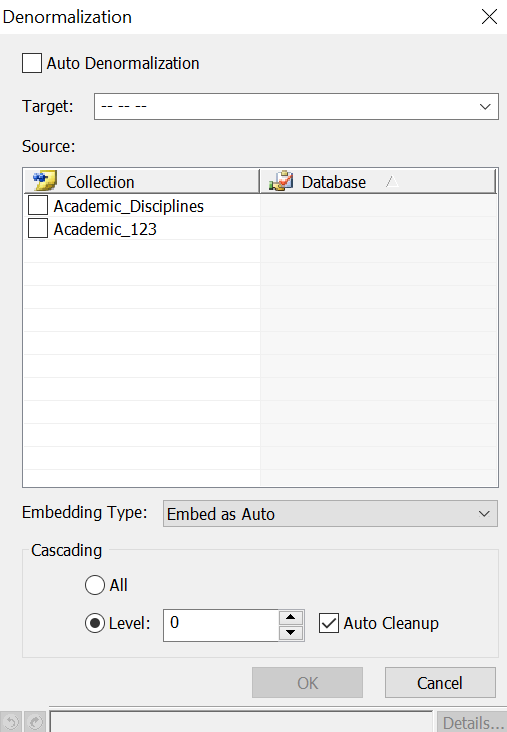 Denormalization
Auto Denormalization
Target: -- -- --
Source:
Collection Database
Academic_Disciplines
Academic_123
Embedding Type: Embed as Auto
Cascading
All
Level: 0 Auto Cleanup
OK Cancel
Details...